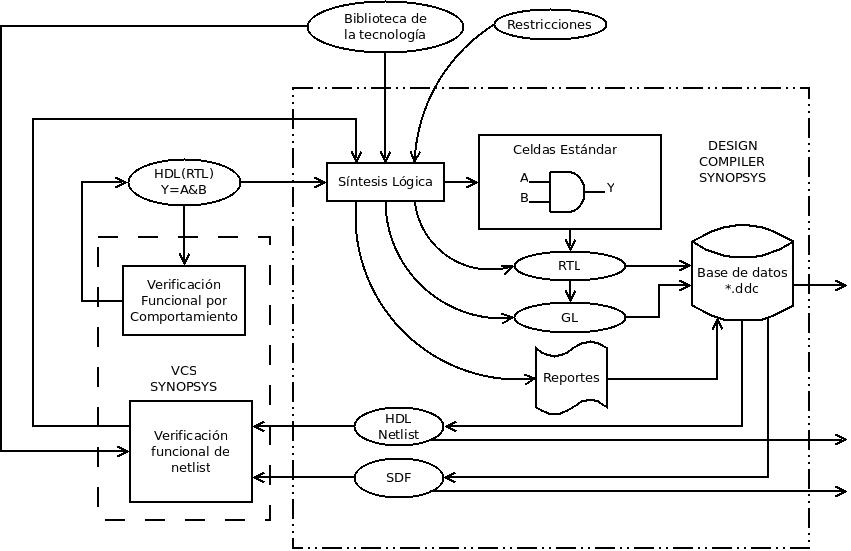 Biblioteca de
la tecnología
Restricciones
HDL(RTL)
Y=A&B
Síntesis Lógica
Celdas Estándar
A
B
Y
DESIGN
COMPILER
SYNOPSYS
RTL
Base de datos
*.ddc
GL
Verificación
Funcional por
Comportamiento
VCS
SYNOPSYS
Reportes
HDL
Netlist
Verificación
funcional de
netlist
SDF